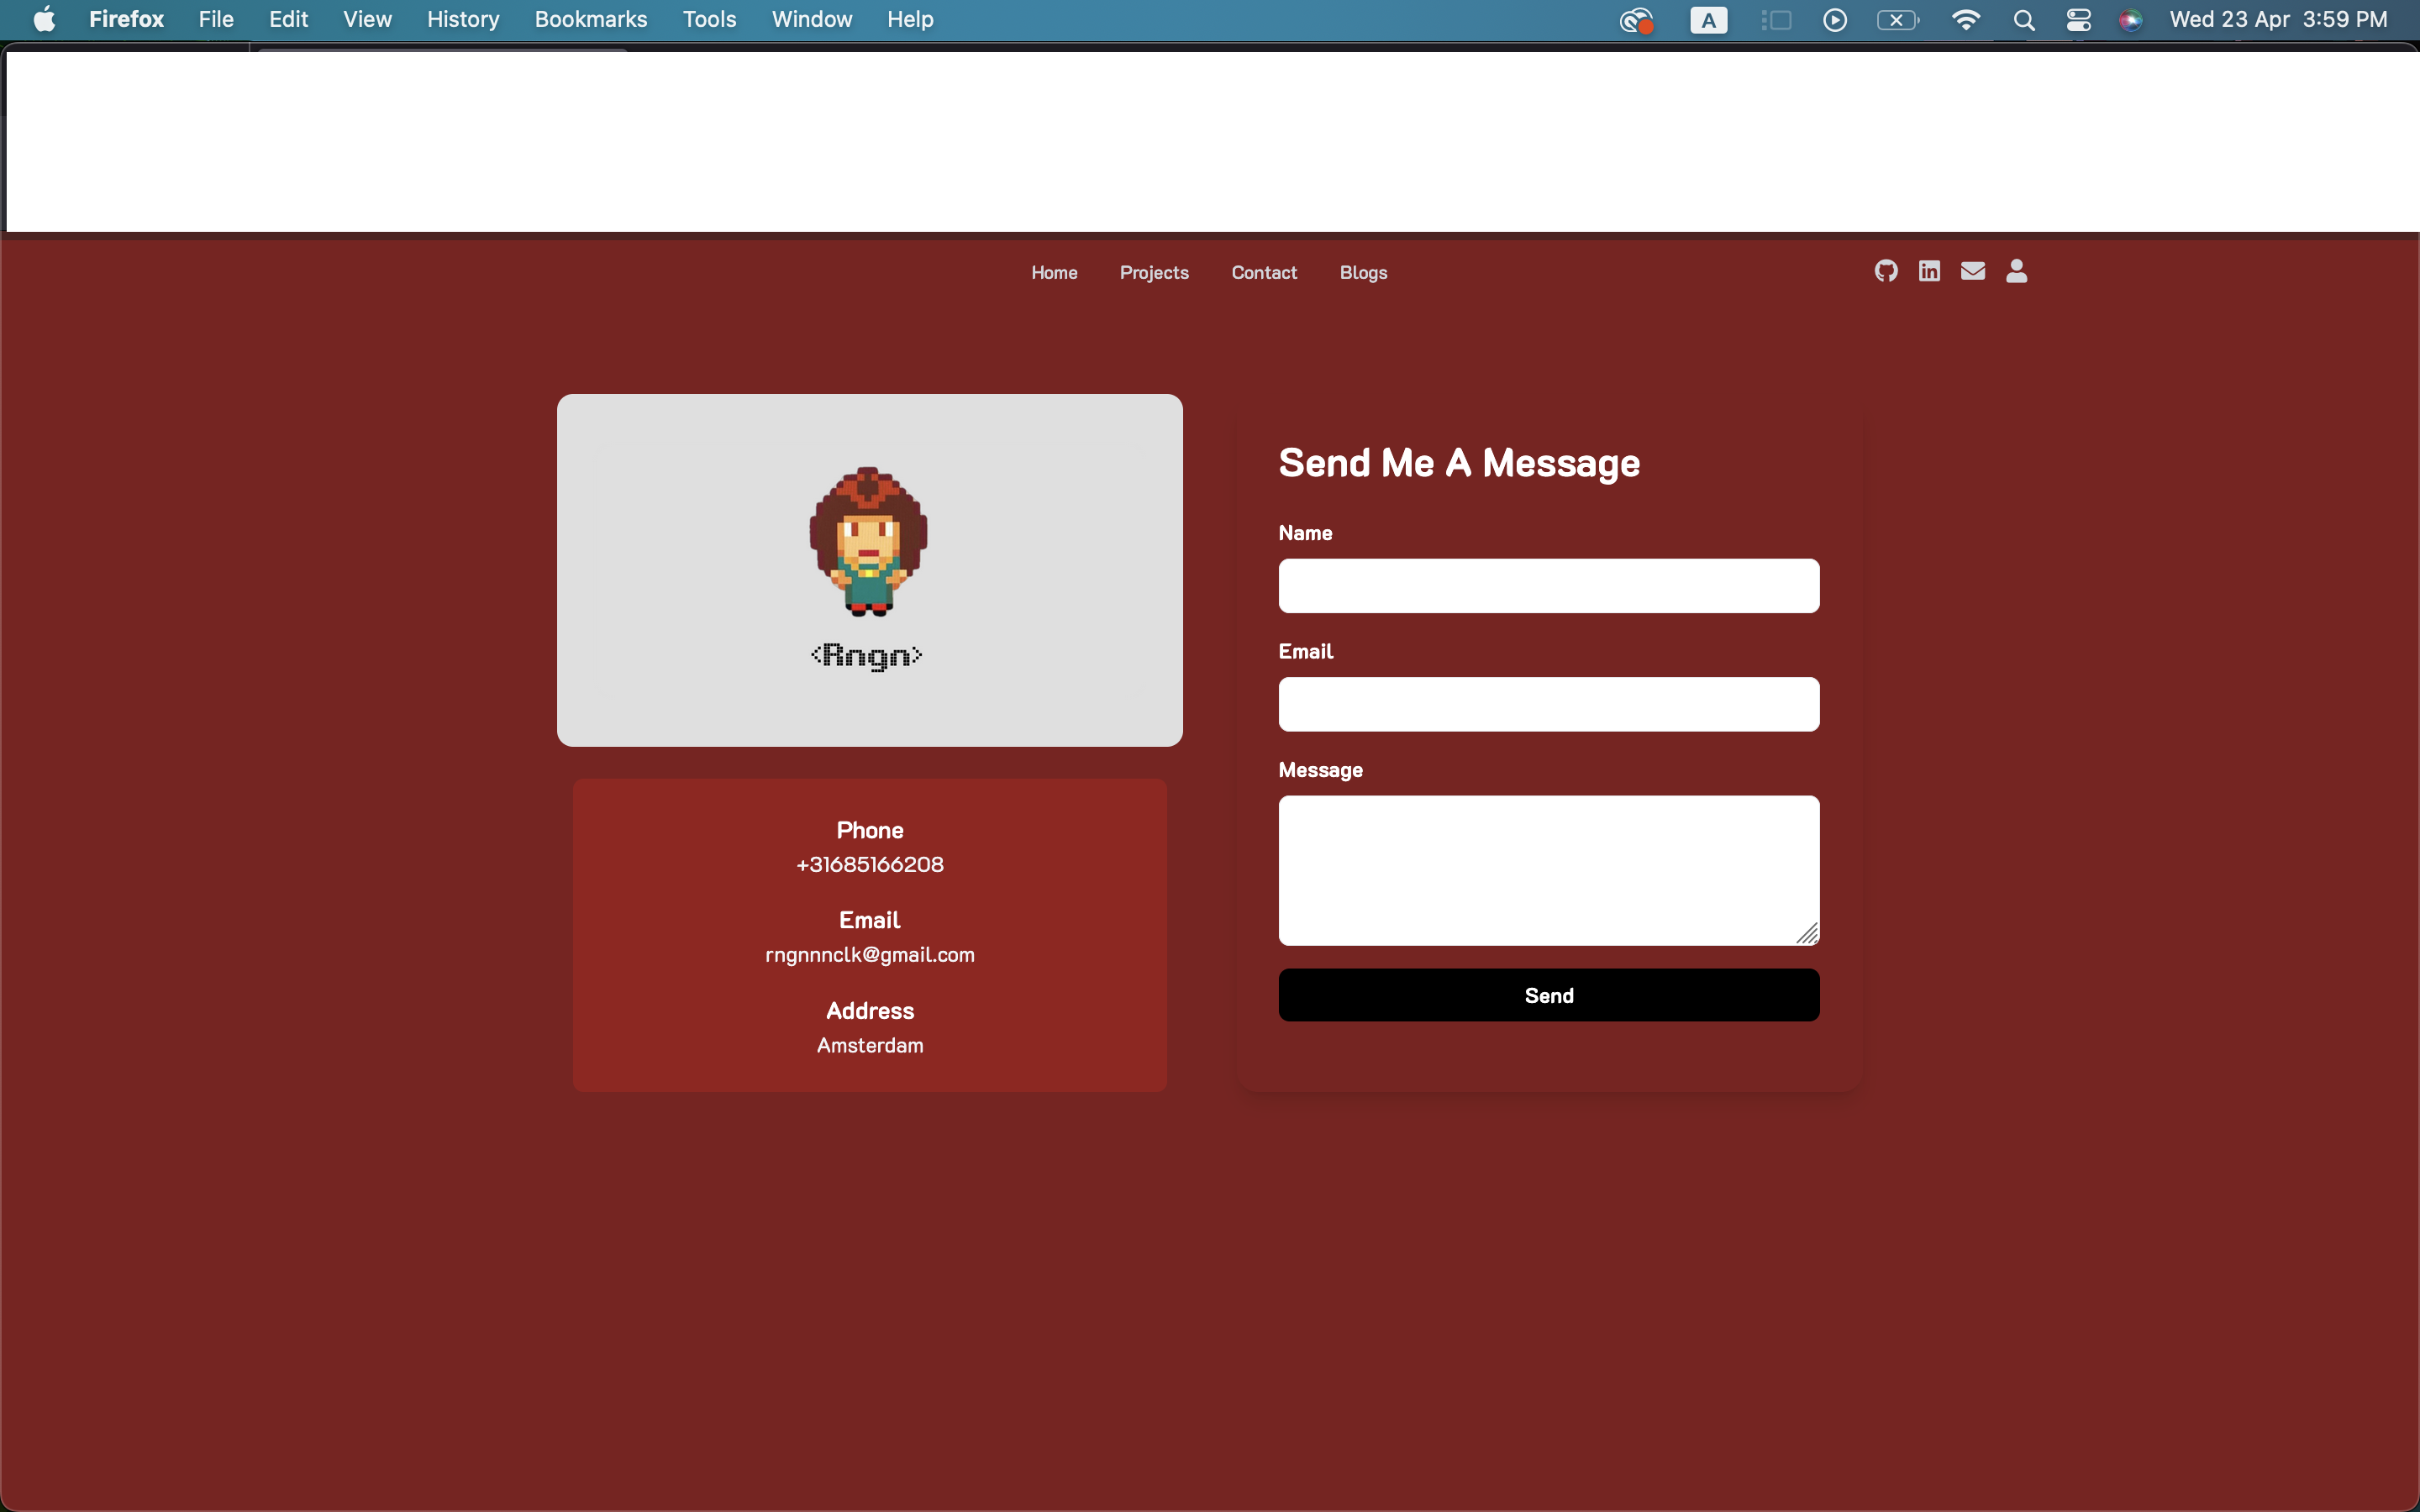 Firefox File Edit View History Bookmarks Tools Window Help A Wed 23 Apr 3:59 PM
Home Projects Contact Blogs in
<Rngn>
Phone
+31685166208
Email
rngnnnclk@gmail.com
Address
Amsterdam
Send Me A Message
Name
Email
Message
Send